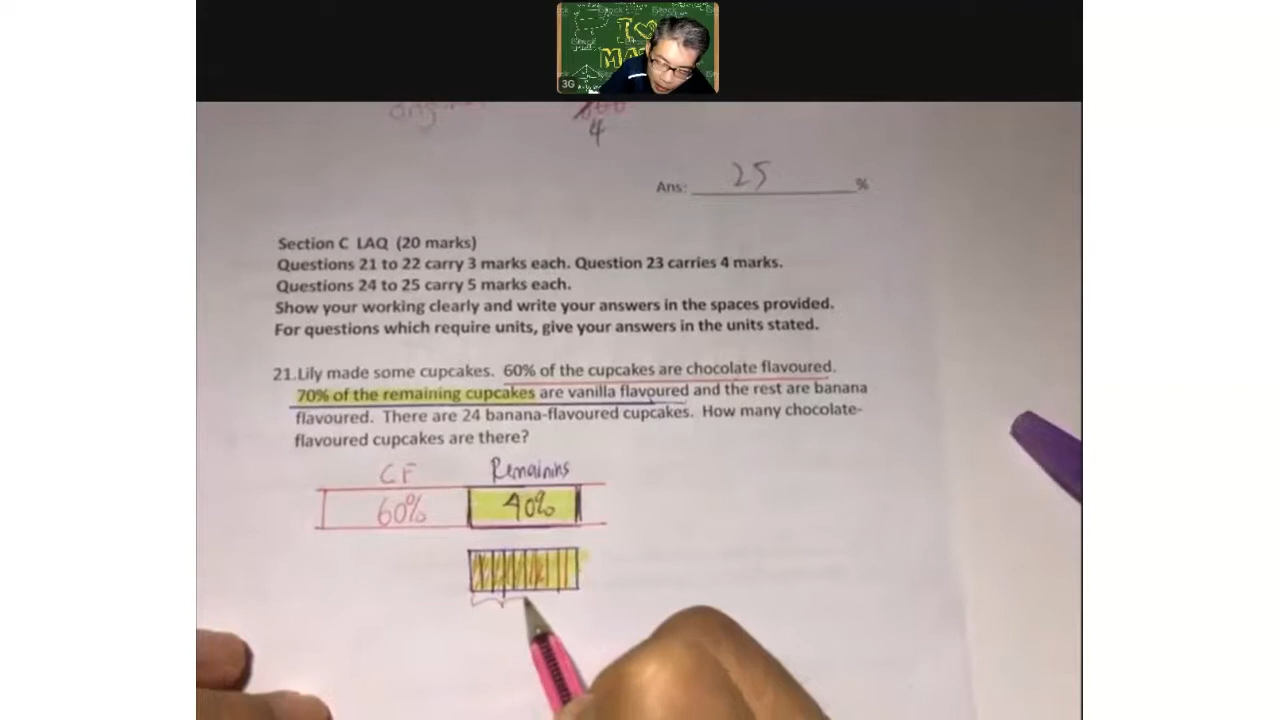 I
MA
3G
4
Ans: 25 %
Section C LAQ (20 marks)
Questions 21 to 22 carry 3 marks each. Question 23 carries 4 marks.
Questions 24 to 25 carry 5 marks each.
Show your working clearly and write your answers in the spaces provided.
For questions which require units, give your answers in the units stated.
21.Lily made some cupcakes. 60% of the cupcakes are chocolate flavoured.
70% of the remaining cupcakes are vanilla flavoured and the rest are banana
flavoured. There are 24 banana-flavoured cupcakes. How many chocolate-
flavoured cupcakes are there?
CF Remaining
60% 40%